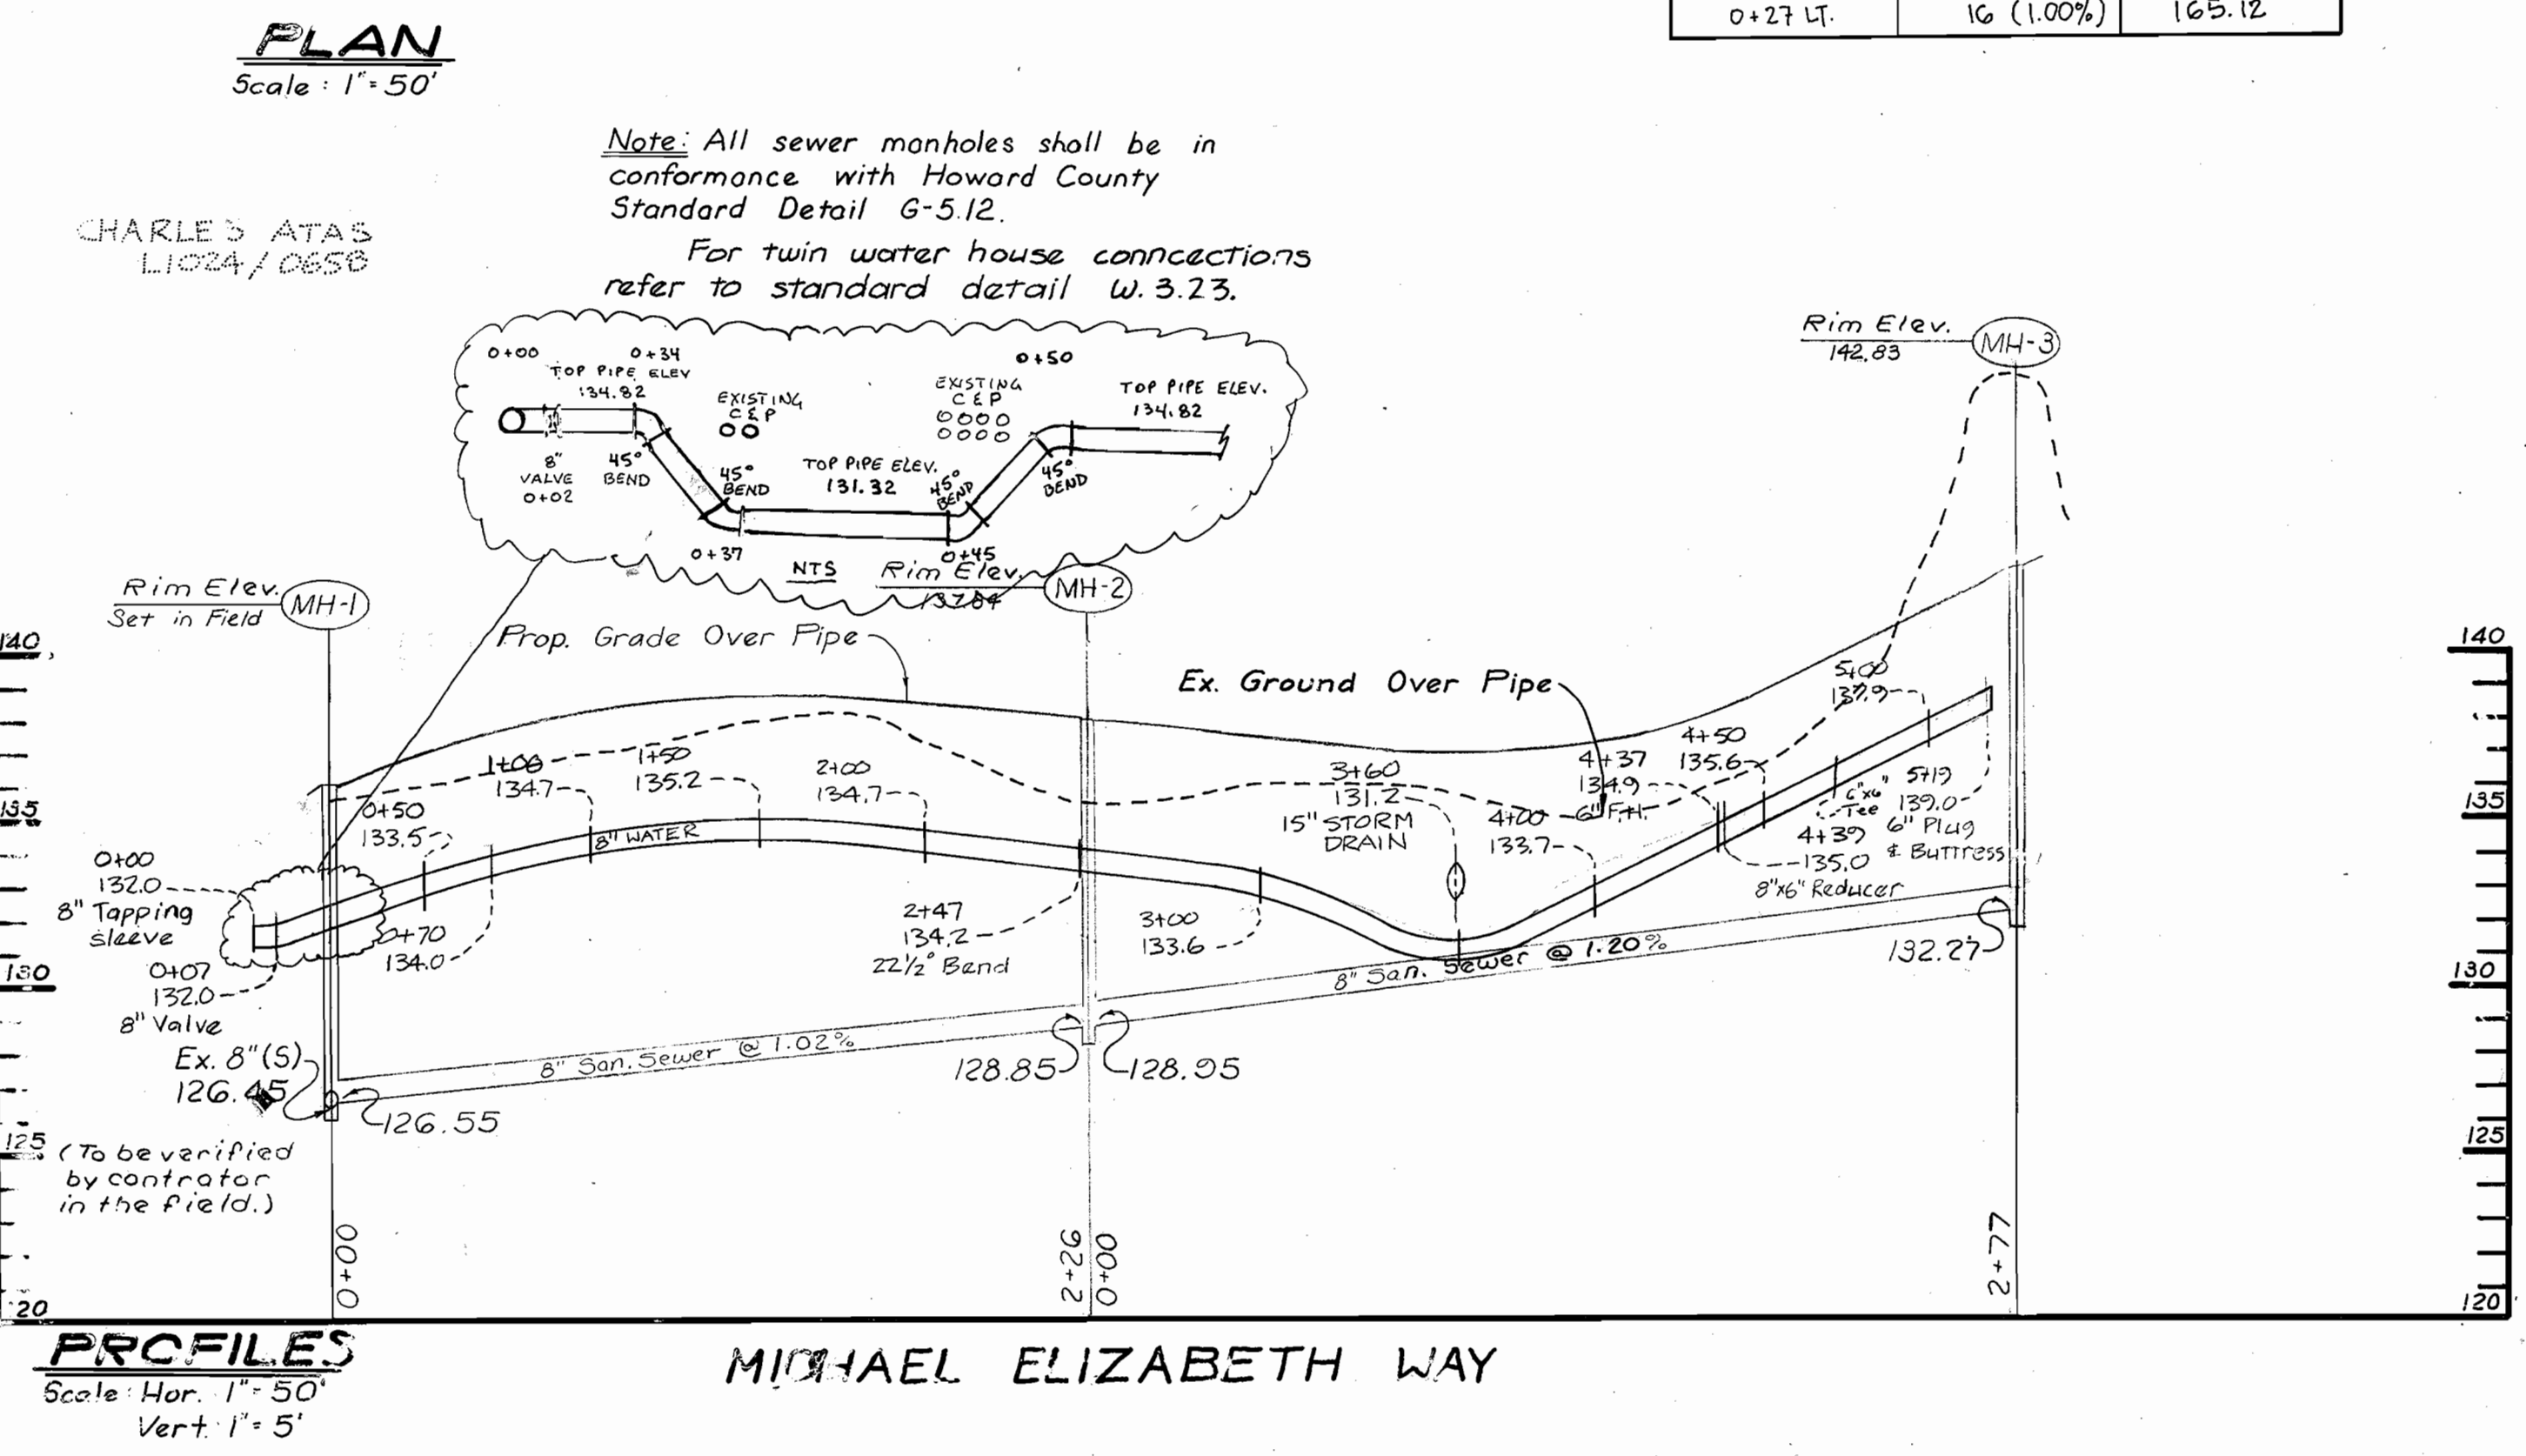 0+27 LT. 16 (1.00%) 165.12
PLAN
Scale : 1"= 50'
Note: All sewer manholes shall be in
conformance with Howard County
Standard Detail G-5.12.
For twin water house conncections
refer to standard detail W. 3.23.
CHARLES ATAS
L1024/065B
0+00
0+34
TOP PIPE ELEV
134.82
EXISTING
C & P
0+50
EXISTING
C & P
TOP PIPE ELEV.
134.82
8"
VALVE
0+02
45°
BEND
45°
BEND
TOP PIPE ELEV.
131.32
45°
BEND
45°
BEND
0+37
0+45
NTS
Rim Elev.
142.83
MH-3
Rim Elev.
Set in Field
MH-1
Rim Elev.
137.84
MH-2
Prop. Grade Over Pipe
Ex. Ground Over Pipe
140
135
130
125
120
140
135
130
125
120
0+00
132.0
8" Tapping
sleeve
0+07
132.0
8" Valve
0+50
133.5
0+70
134.0
1+00
134.7
8" WATER
1+50
135.2
2+00
134.7
2+47
134.2
22½° Bend
3+00
133.6
3+60
131.2
15" STORM
DRAIN
4+00
133.7
6" F.H.
4+37
134.9
4+50
135.6
4+39
135.0
8"x6" Reducer
6"x6"
Tee
5+00
137.9
5+19
139.0
6" Plug
& Buttress
8" San. Sewer @ 1.02%
8" San. Sewer @ 1.20%
Ex. 8"(S)
126.45
126.55
(To be verified
by contrator
in the field.)
128.85
128.95
132.27
0+00
2+26
0+00
2+77
PROFILES
Scale: Hor. 1"= 50'
Vert. 1"= 5'
MICHAEL ELIZABETH WAY